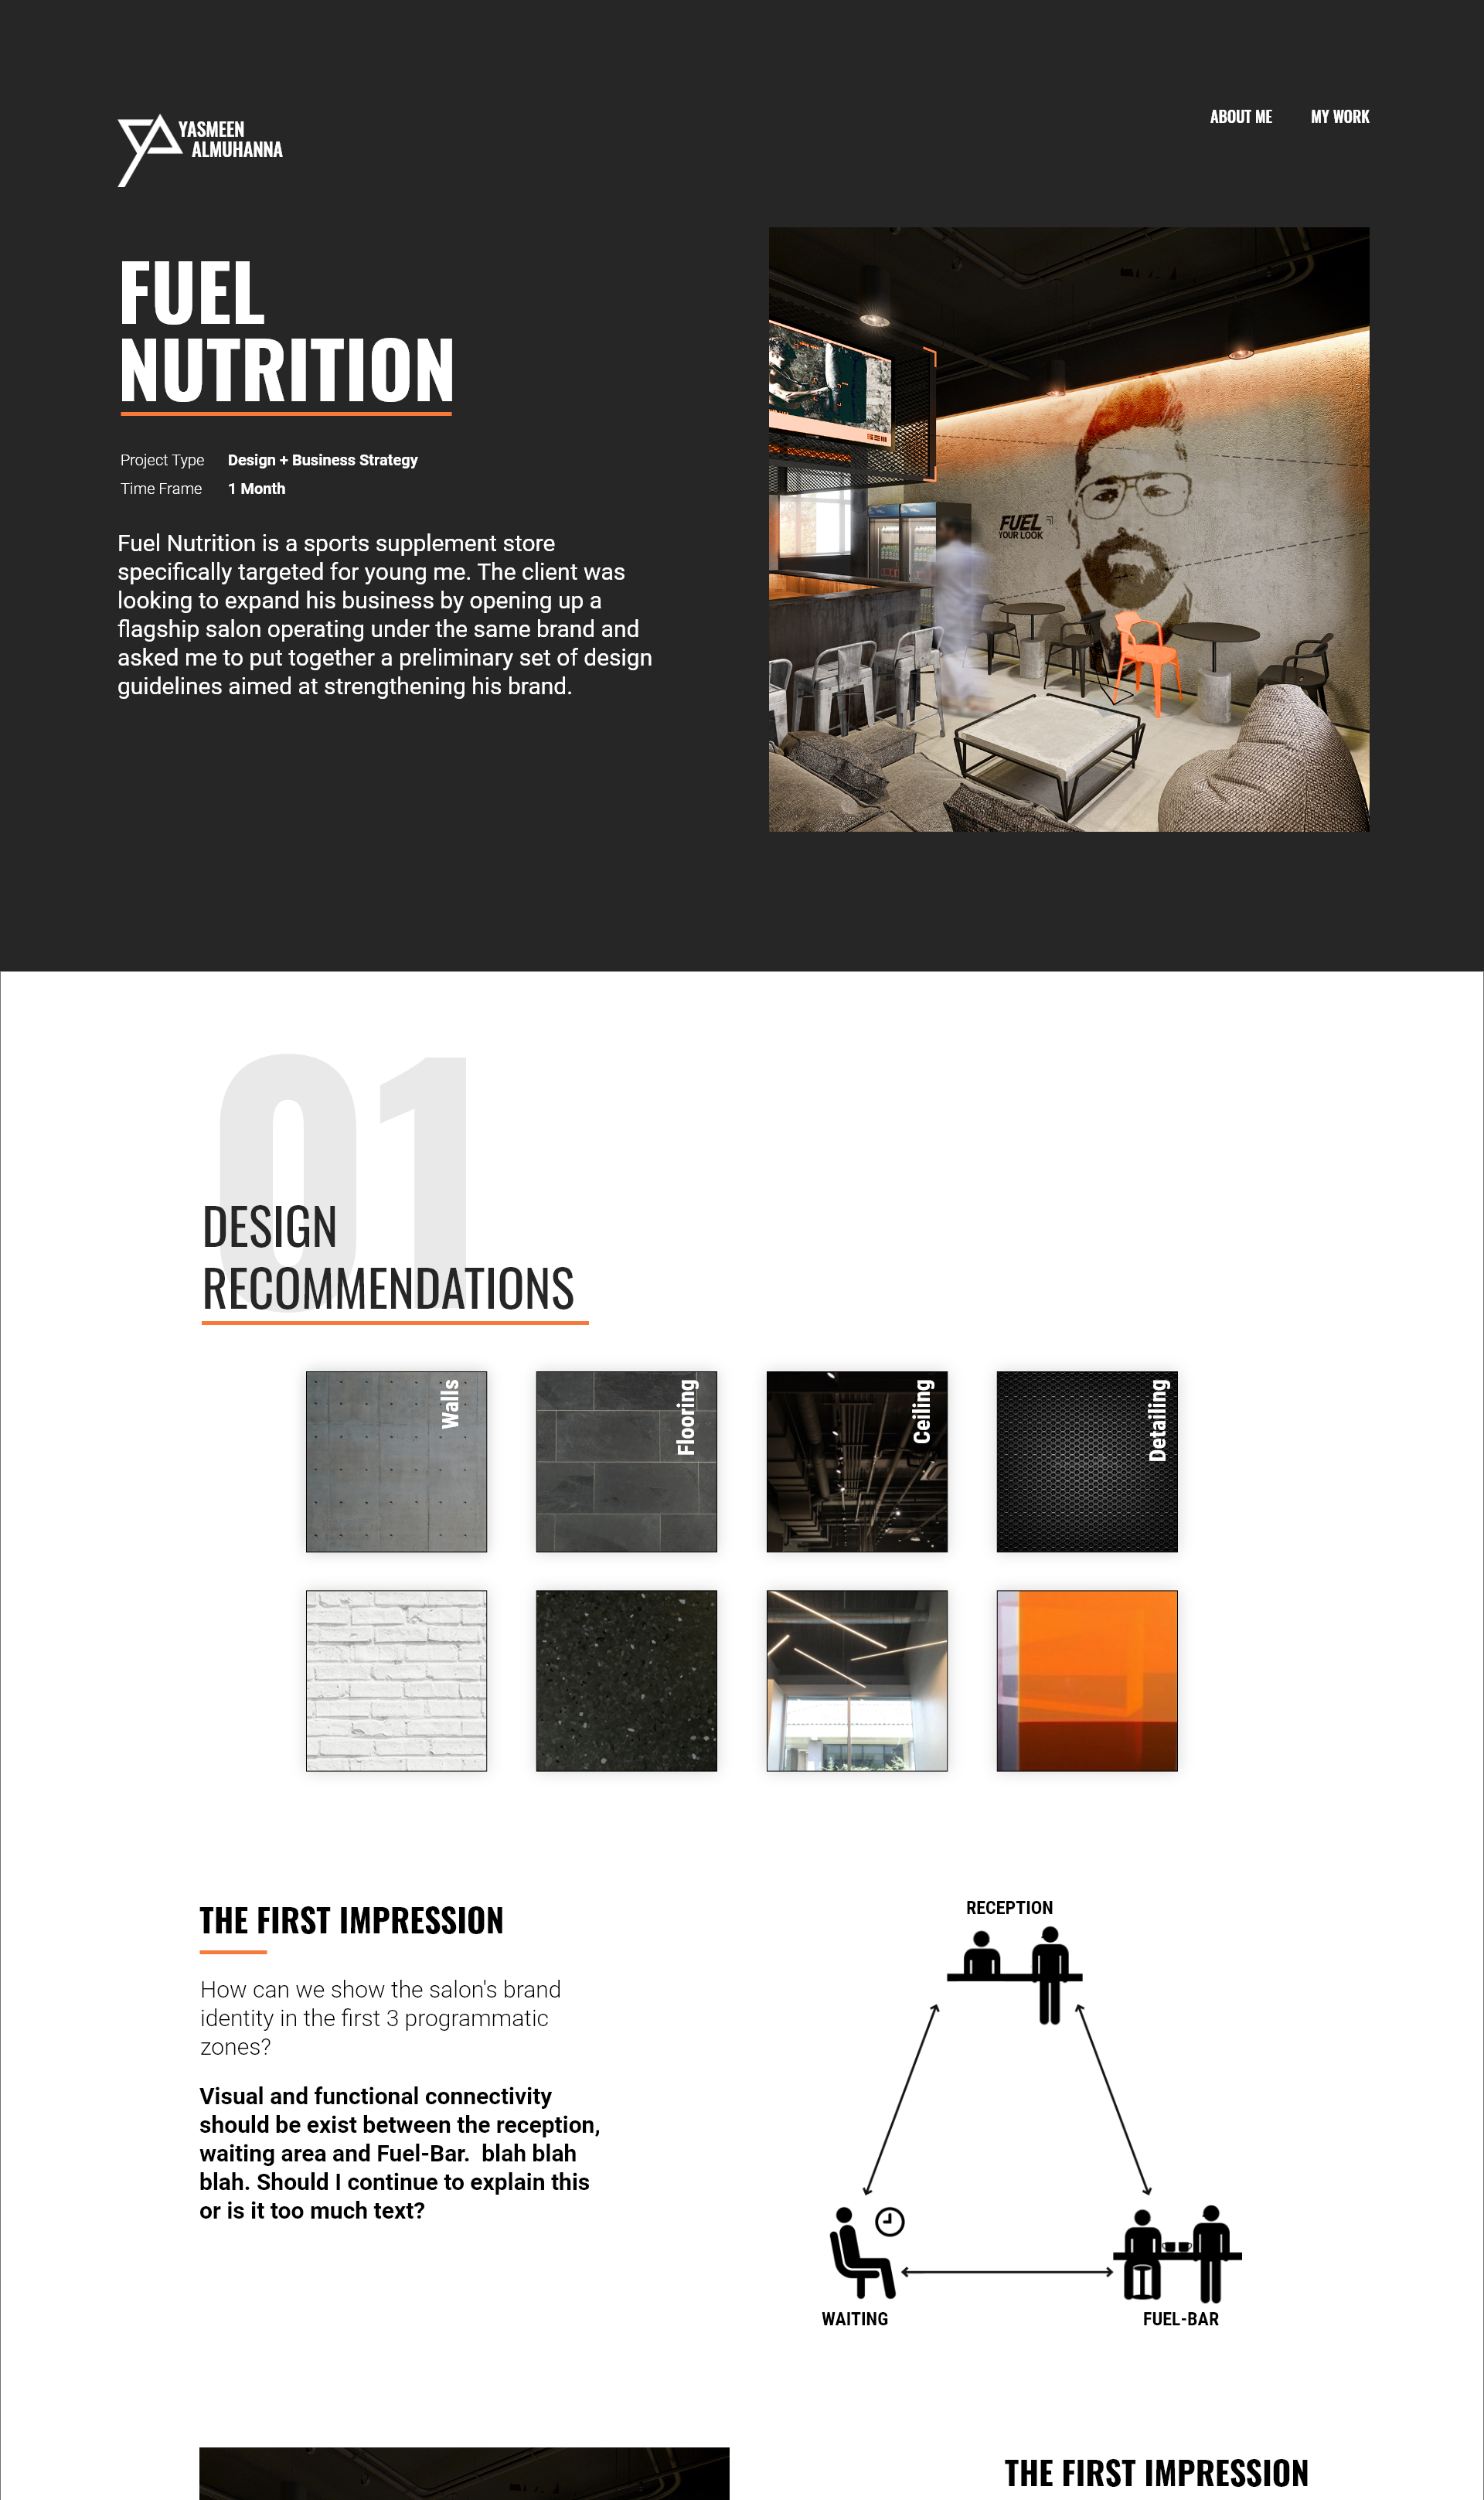 YASMEEN
ALMUHANNA
ABOUT ME
MY WORK
FUEL
NUTRITION
Project Type Design + Business Strategy
Time Frame 1 Month
Fuel Nutrition is a sports supplement store
specifically targeted for young me. The client was
looking to expand his business by opening up a
flagship salon operating under the same brand and
asked me to put together a preliminary set of design
guidelines aimed at strengthening his brand.
FUEL
YOUR LOOK
01
DESIGN
RECOMMENDATIONS
Walls
Flooring
Ceiling
Detailing
THE FIRST IMPRESSION
How can we show the salon's brand
identity in the first 3 programmatic
zones?
Visual and functional connectivity
should be exist between the reception,
waiting area and Fuel-Bar.  blah blah
blah. Should I continue to explain this
or is it too much text?
RECEPTION
WAITING
FUEL-BAR
THE FIRST IMPRESSION